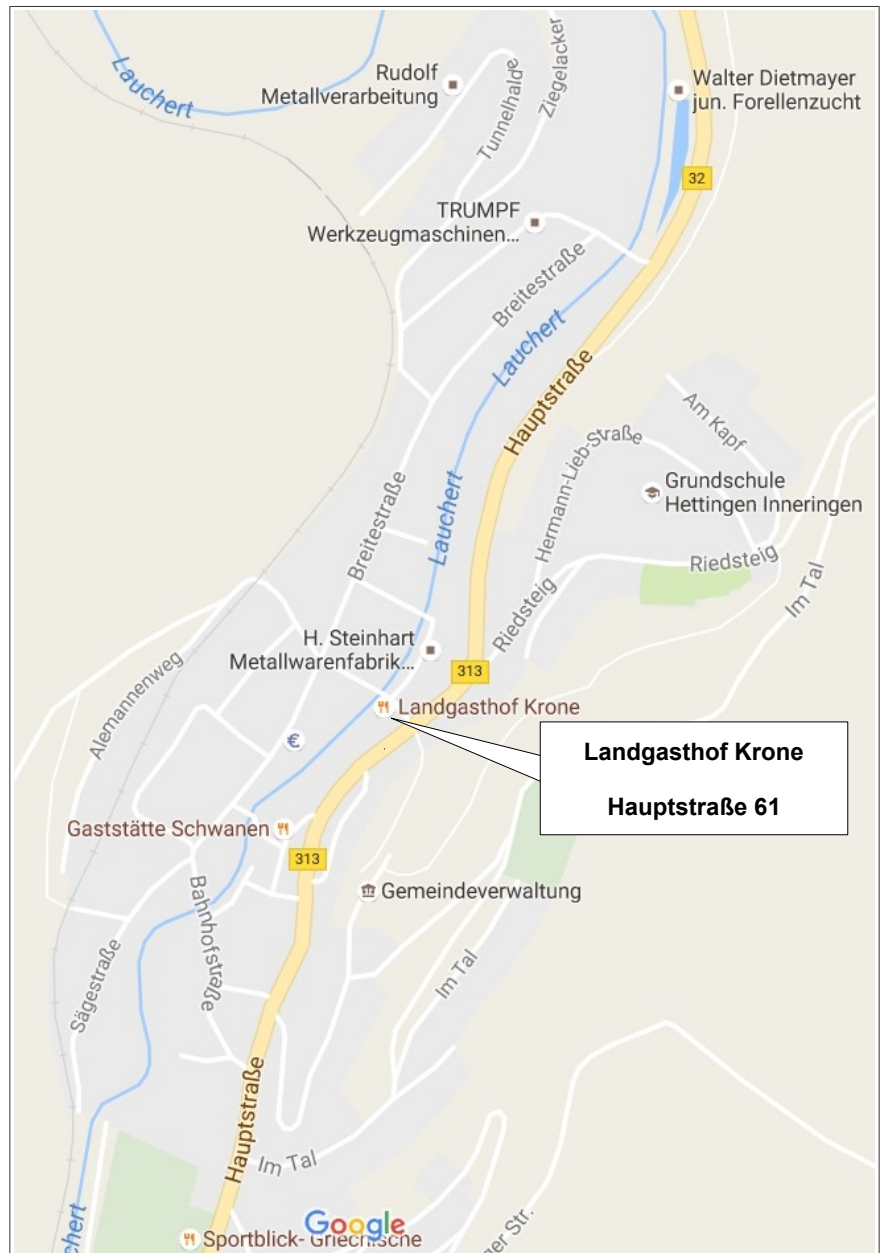 Lauchert
Rudolf
Metallverarbeitung
Tunnelhalde
Ziegelacker
Walter Dietmayer
jun. Forellenzucht
32
TRUMPF
Werkzeugmaschinen...
Breitestraße
Lauchert
Hauptstraße
Am Kapf
Hermann-Lieb-Straße
Grundschule
Hettingen Inneringen
Breitestraße
Lauchert
Riedsteig
Im Tal
Riedsteig
H. Steinhart
Metallwarenfabrik...
313
Alemannenweg
Landgasthof Krone
€
Landgasthof Krone
Hauptstraße 61
Gaststätte Schwanen
313
Bahnhofstraße
Gemeindeverwaltung
Sägestraße
Im Tal
Hauptstraße
Im Tal
Google
Sportblick- Griechische